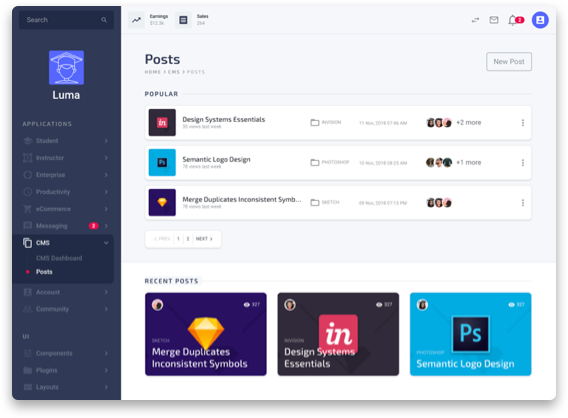 Search
Earnings
$12.3k
Sales
264
2
Luma
APPLICATIONS
Student
Instructor
Enterprise
Productivity
eCommerce
Messaging
2
CMS
CMS Dashboard
Posts
Account
Community
UI
Components
Plugins
Layouts
Posts
HOME > CMS > POSTS
New Post
POPULAR
Design Systems Essentials
35 views last week
INVISION
11 Nov, 2018 07:46 AM
+2 more
Semantic Logo Design
76 views last week
PHOTOSHOP
10 Nov, 2018 08:25 AM
+1 more
Merge Duplicates Inconsistent Symb...
76 views last week
SKETCH
09 Nov, 2018 07:13 PM
< PREV 1 2 NEXT >
RECENT POSTS
327
SKETCH
Merge Duplicates
Inconsistent Symbols
327
in
INVISION
Design Systems
Essentials
327
Ps
PHOTOSHOP
Semantic Logo Design